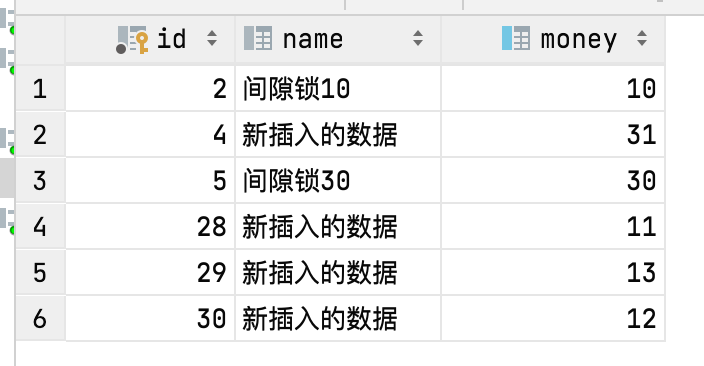 id name money
1 2 间隙锁10 10
2 4 新插入的数据 31
3 5 间隙锁30 30
4 28 新插入的数据 11
5 29 新插入的数据 13
6 30 新插入的数据 12